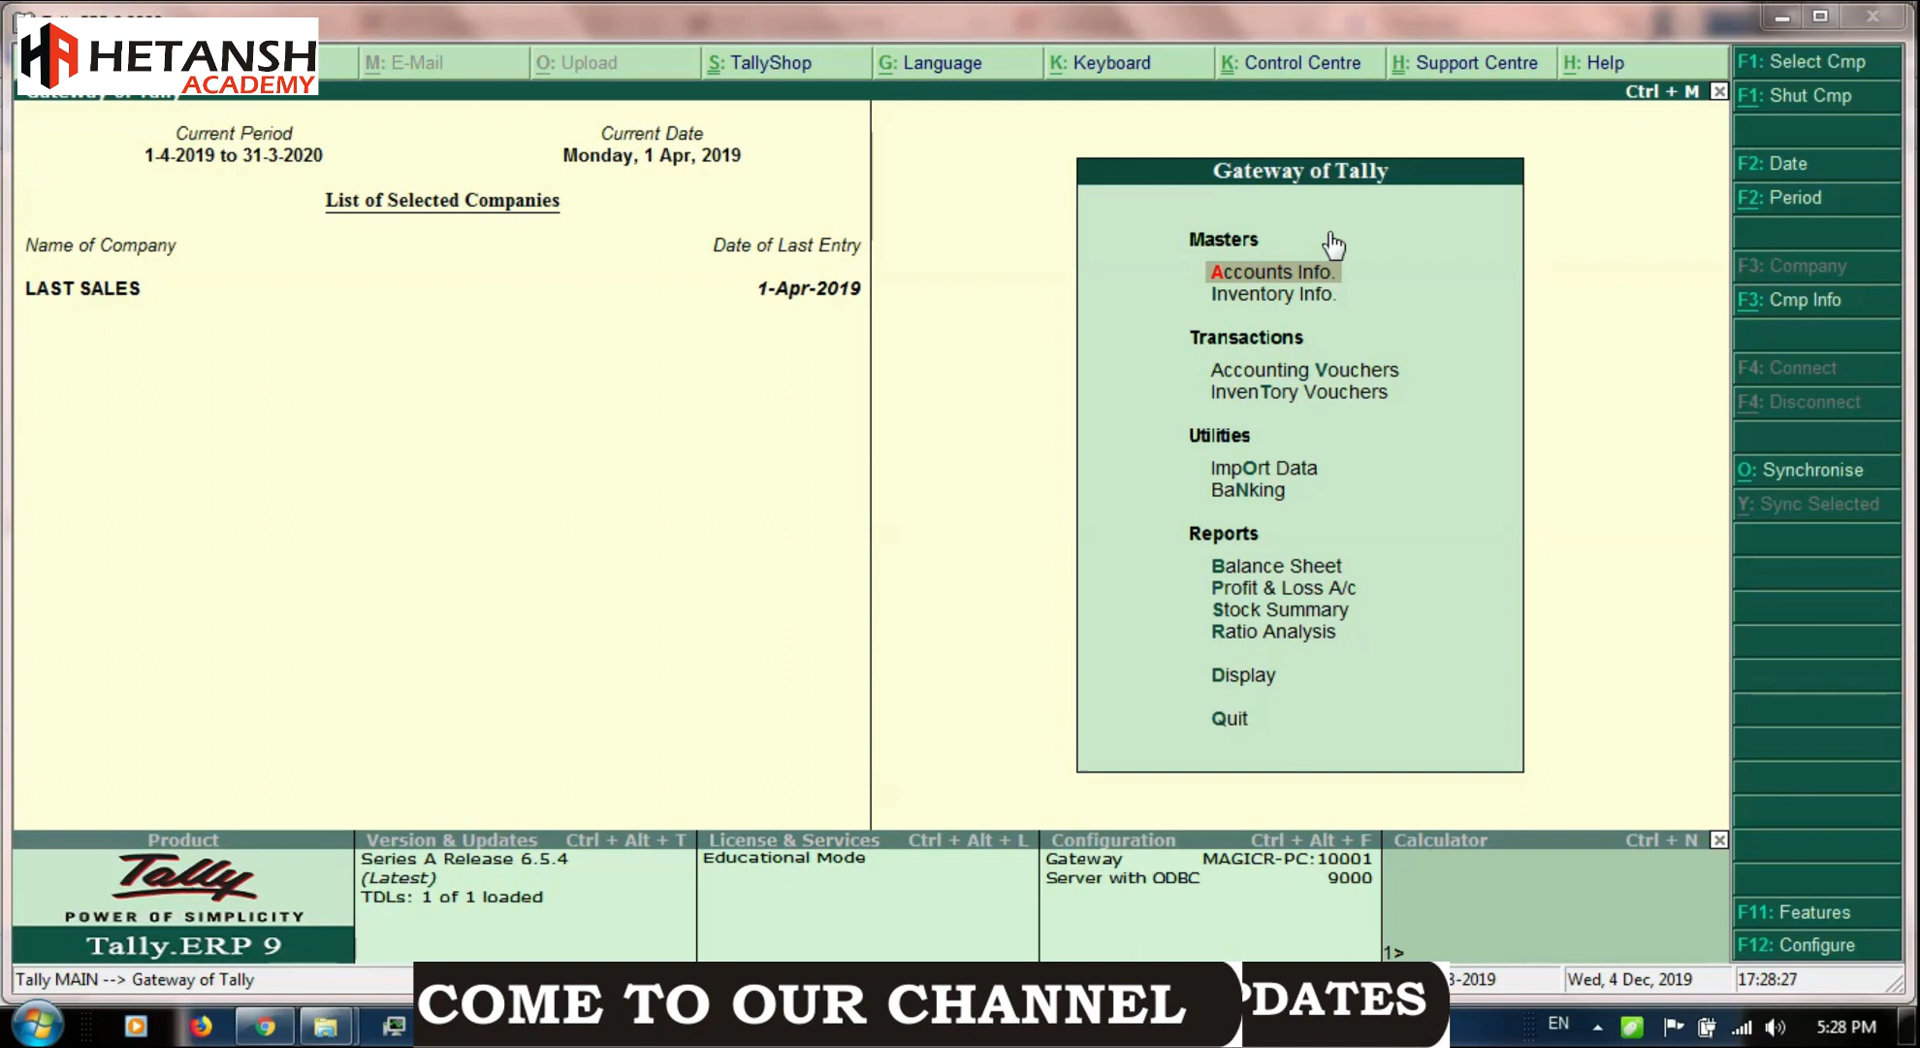 HETANSH
ACADEMY
M: E-Mail
O: Upload
S: TallyShop
G: Language
K: Keyboard
K: Control Centre
H: Support Centre
H: Help
Gateway of Tally
Ctrl + M
Current Period
1-4-2019 to 31-3-2020
Current Date
Monday, 1 Apr, 2019
List of Selected Companies
Name of Company
Date of Last Entry
LAST SALES
1-Apr-2019
Gateway of Tally
Masters
Accounts Info.
Inventory Info.
Transactions
Accounting Vouchers
InvenTory Vouchers
Utilities
ImpOrt Data
BaNking
Reports
Balance Sheet
Profit & Loss A/c
Stock Summary
Ratio Analysis
Display
Quit
F1: Select Cmp
F1: Shut Cmp
F2: Date
F2: Period
F3: Company
F3: Cmp Info
F4: Connect
F4: Disconnect
O: Synchronise
Y: Sync Selected
F11: Features
F12: Configure
Product
Tally
POWER OF SIMPLICITY
Tally.ERP 9
Version & Updates Ctrl + Alt + T
Series A Release 6.5.4
(Latest)
TDLs: 1 of 1 loaded
License & Services Ctrl + Alt + L
Educational Mode
Configuration Ctrl + Alt + F
Gateway MAGICR-PC:10001
Server with ODBC 9000
Calculator Ctrl + N
1>
Tally MAIN --> Gateway of Tally
-2019
Wed, 4 Dec, 2019
17:28:27
COME TO OUR CHANNEL
PDATES
EN
5:28 PM